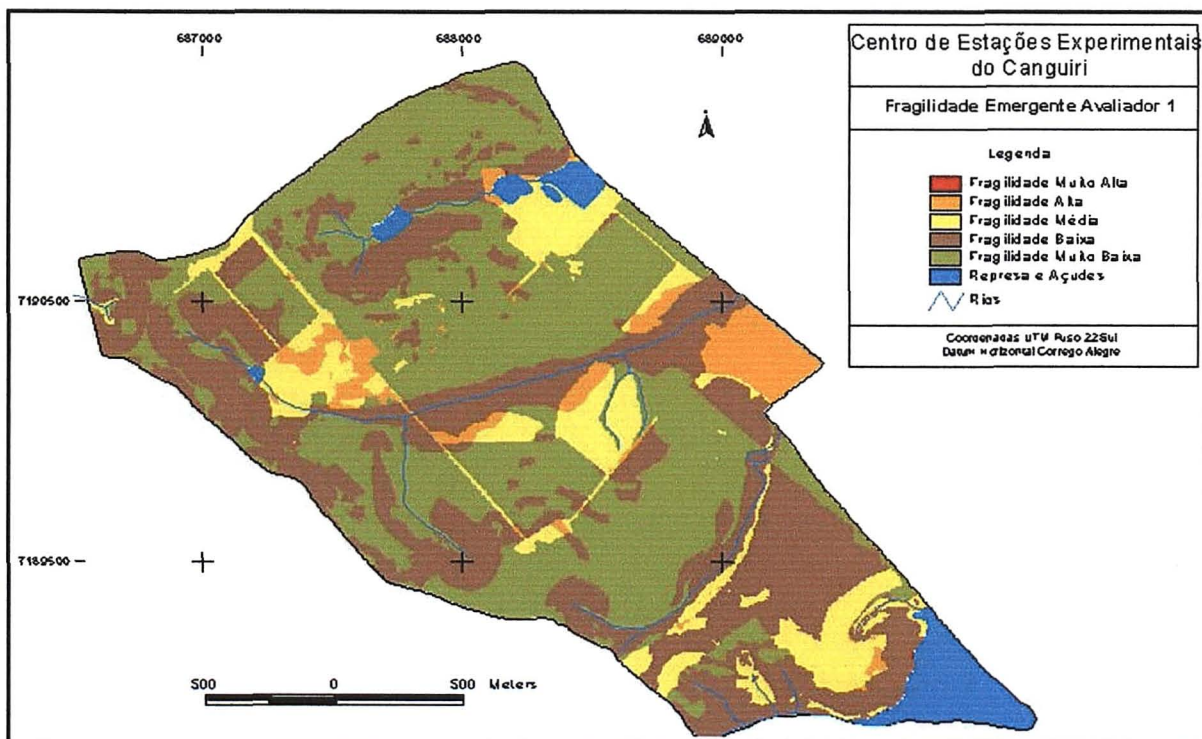 687000 688000 689000
Centro de Estações Experimentais
do Canguiri
Fragilidade Emergente Avaliador 1
Legenda
Fragilidade Muito Alta
Fragilidade Alta
Fragilidade Média
Fragilidade Baixa
Fragilidade Muito Baixa
Represa e Açudes
Rios
Coordenadas UTM Fuso 22Sul
Datum Horizontal Corrego Alegre
7190500
7189500
500 0 500 Meters